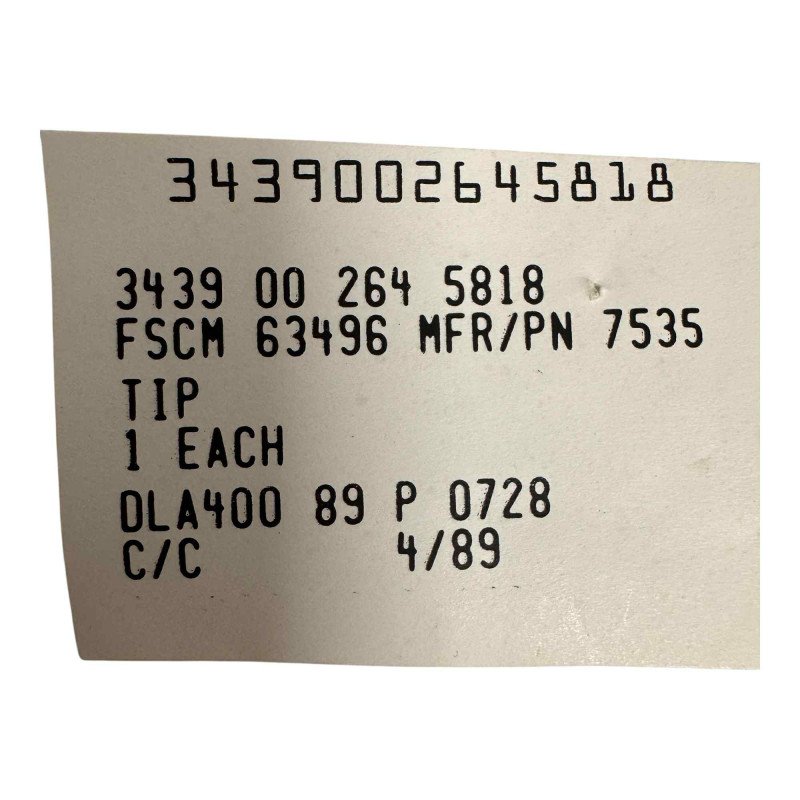 3439002645818
3439 00 264 5818
FSCM 63496 MFR/PN 7535
TIP
1 EACH
DLA400 89 P 0728
C/C 4/89